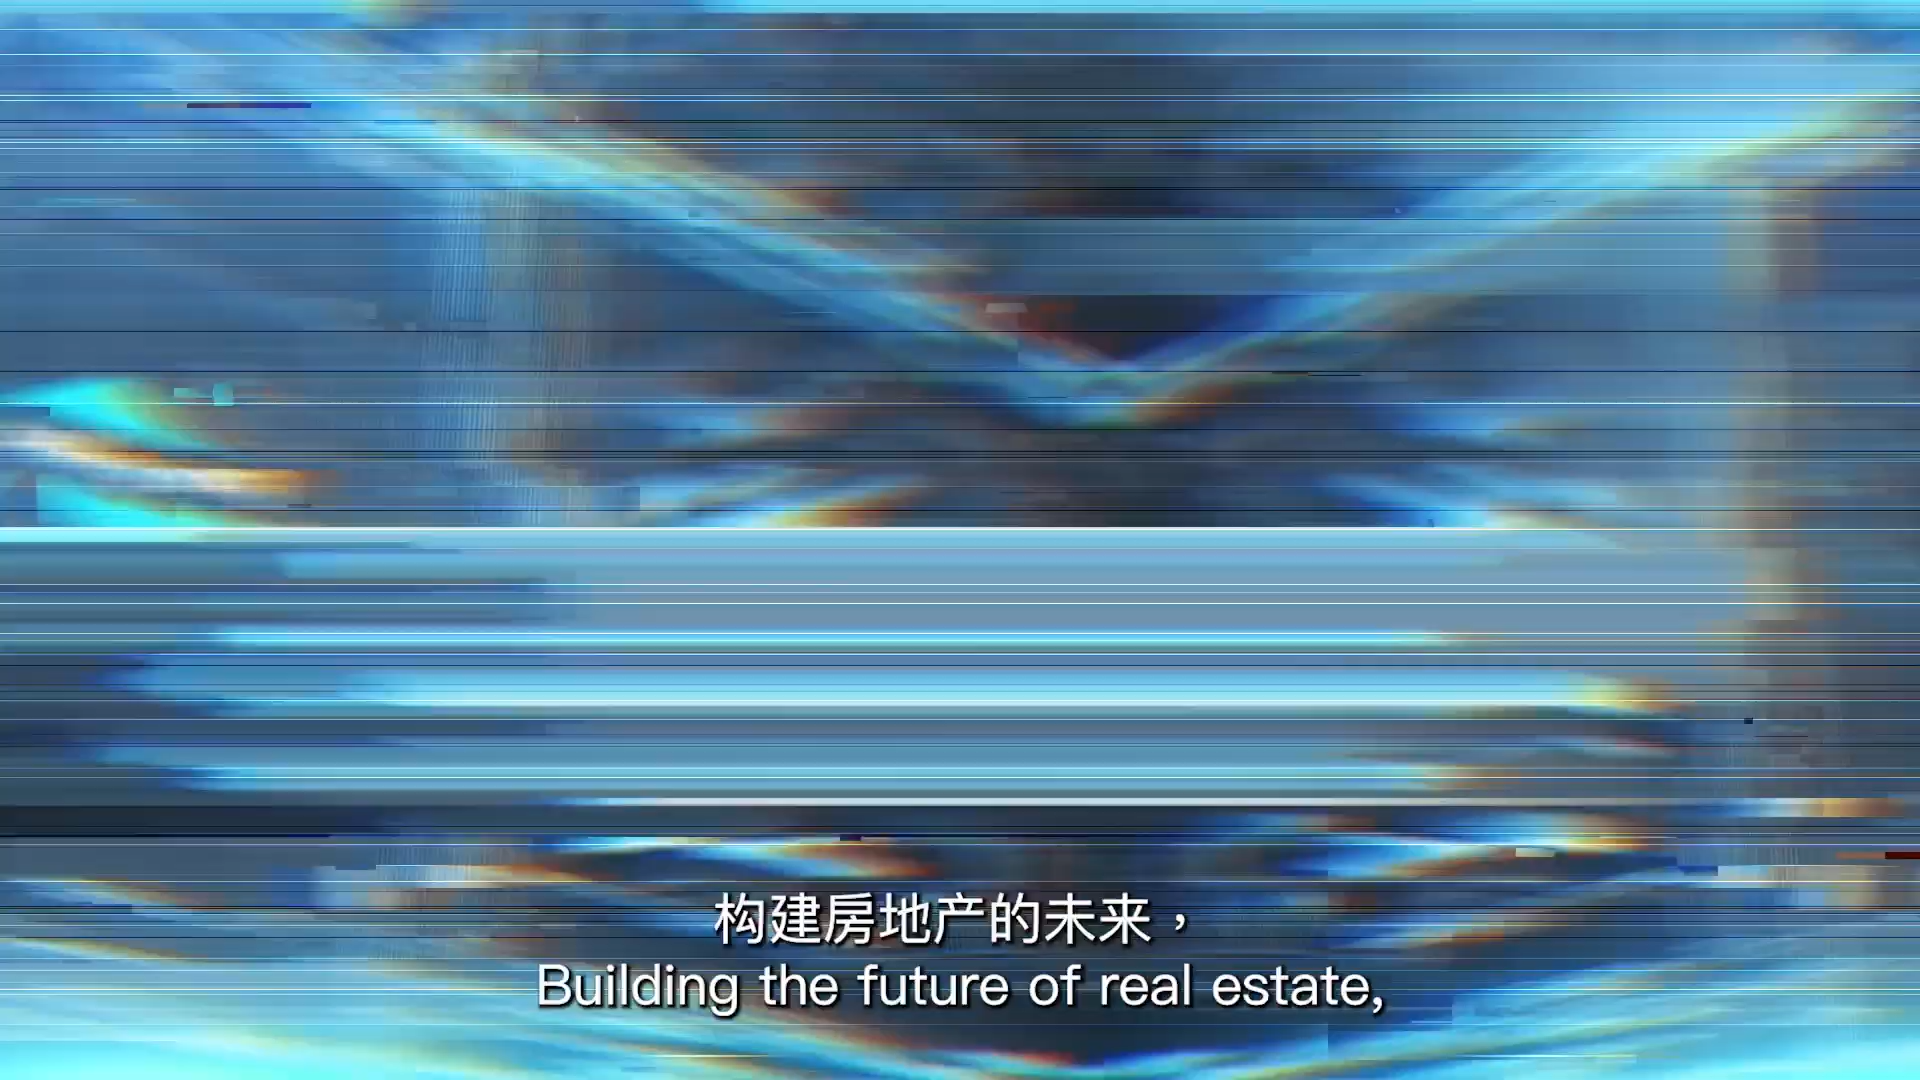 构建房地产的未来，
Building the future of real estate,